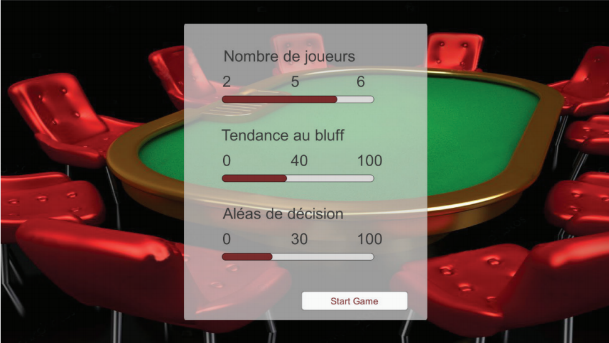 Nombre de joueurs
2 5 6
Tendance au bluff
0 40 100
Aléas de décision
0 30 100
Start Game